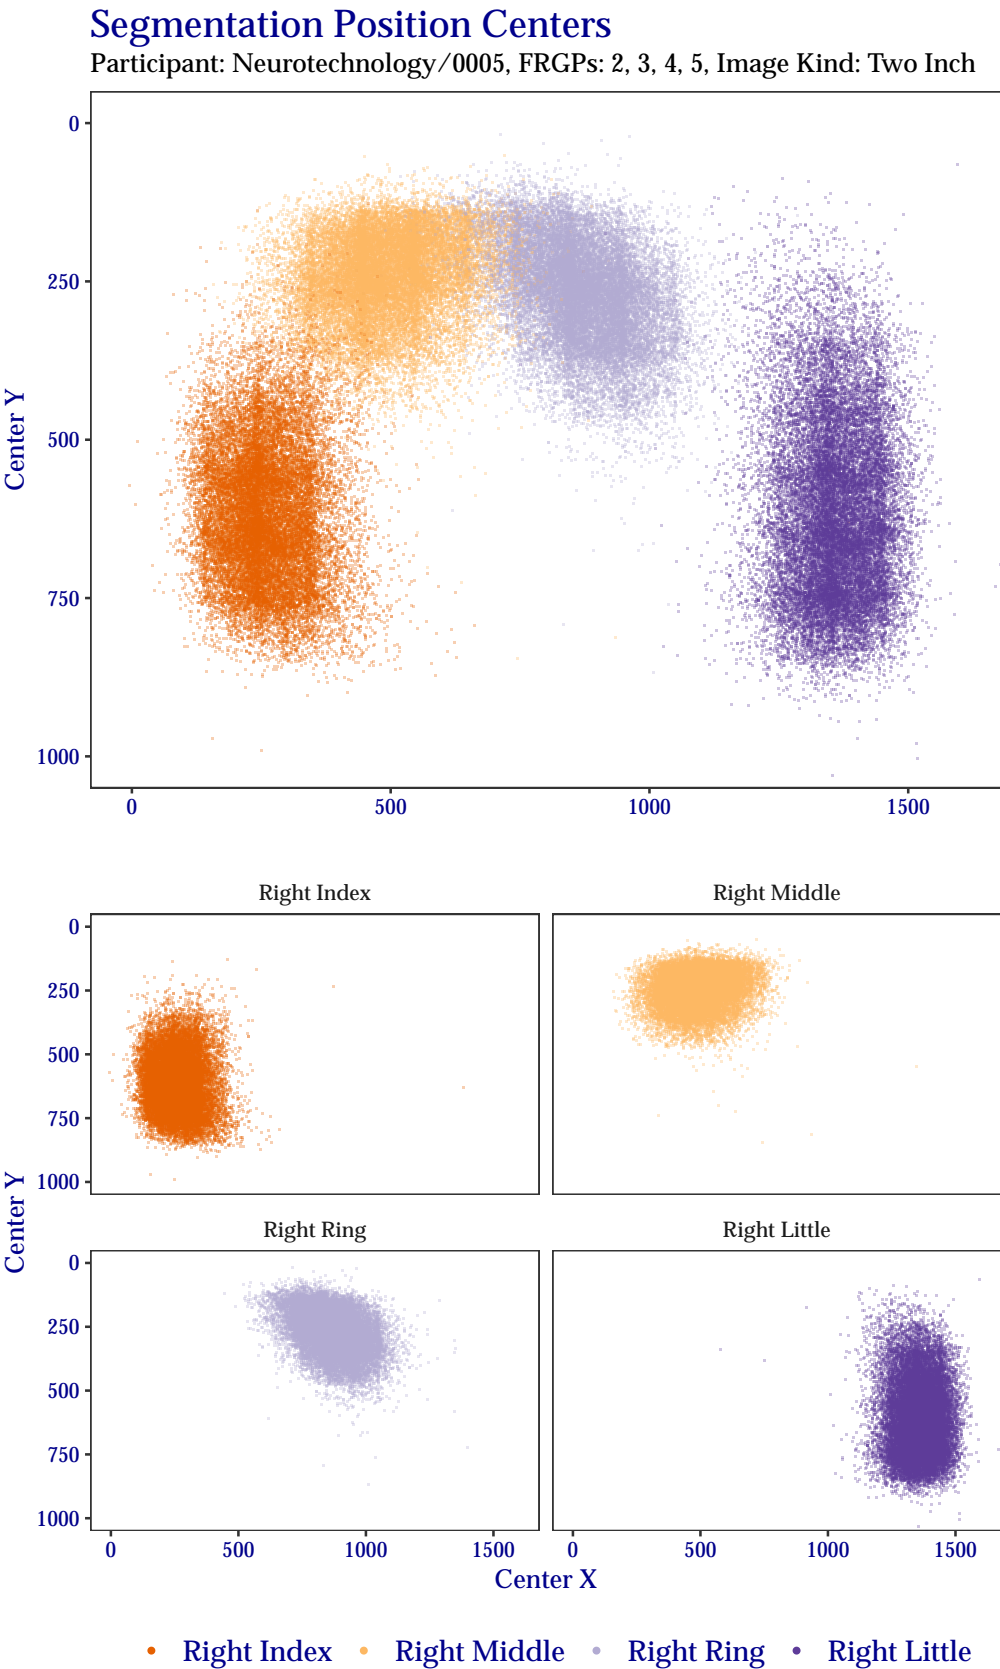 Segmentation Position Centers
Participant: Neurotechnology/0005, FRGPs: 2, 3, 4, 5, Image Kind: Two Inch
0
250
500
750
1000
Center Y
0 500 1000 1500
Right Index Right Middle
0
250
500
750
1000
Center Y
Right Ring Right Little
0
250
500
750
1000
0 500 1000 1500 0 500 1000 1500
Center X
Right Index Right Middle Right Ring Right Little